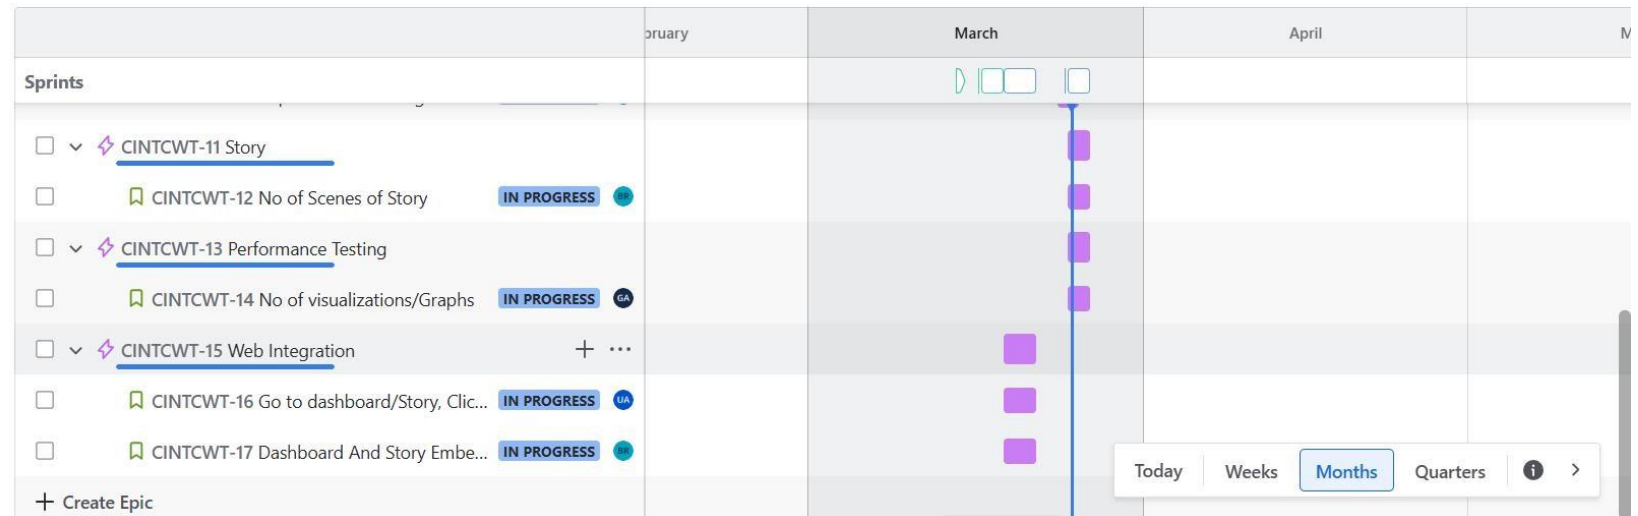 bruary March April M
Sprints
CINTCWT-11 Story
CINTCWT-12 No of Scenes of Story IN PROGRESS BR
CINTCWT-13 Performance Testing
CINTCWT-14 No of visualizations/Graphs IN PROGRESS GA
CINTCWT-15 Web Integration
CINTCWT-16 Go to dashboard/Story, Clic... IN PROGRESS UA
CINTCWT-17 Dashboard And Story Embe... IN PROGRESS BR
Today Weeks Months Quarters
+ Create Epic